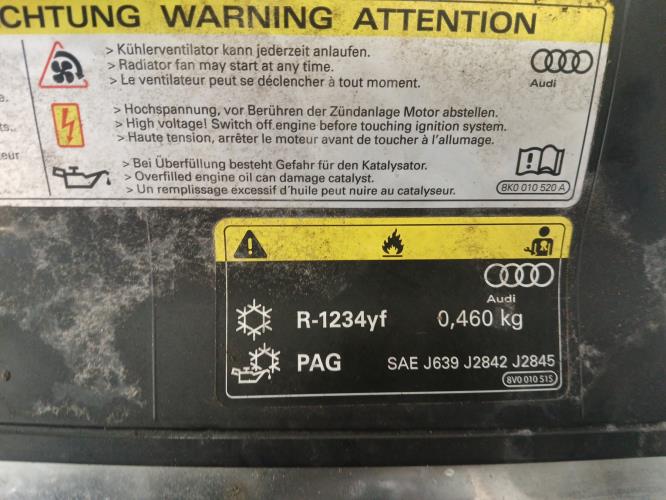 CHTUNG WARNING ATTENTION
> Kühlerventilator kann jederzeit anlaufen.
> Radiator fan may start at any time.
> Le ventilateur peut se déclencher à tout moment.
Audi
> Hochspannung, vor Berühren der Zündanlage Motor abstellen.
> High voltage! Switch off engine before touching ignition system.
> Haute tension, arrêter le moteur avant de toucher à l'allumage.
> Bei Überfüllung besteht Gefahr für den Katalysator.
> Overfilled engine oil can damage catalyst.
> Un remplissage excessif d'huile peut nuire au catalyseur.
8K0 010 520 A
e.
ts..
teur
Audi
R-1234yf 0,460 kg
PAG SAE J639 J2842 J2845
8V0 010 515